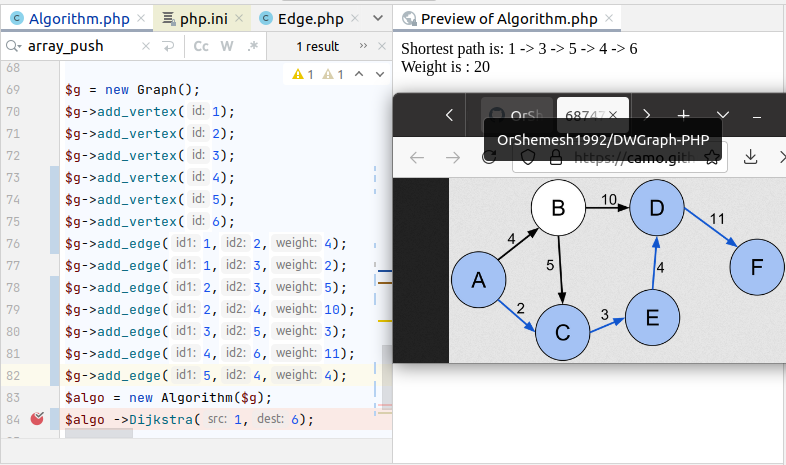 Algorithm.php
php.ini
Edge.php
Preview of Algorithm.php
array_push
Cc
W
.*
1 result
1
1
68
69 $g = new Graph();
70 $g->add_vertex( id: 1);
71 $g->add_vertex( id: 2);
72 $g->add_vertex( id: 3);
73 $g->add_vertex( id: 4);
74 $g->add_vertex( id: 5);
75 $g->add_vertex( id: 6);
76 $g->add_edge( id1: 1, id2: 2, weight: 4);
77 $g->add_edge( id1: 1, id2: 3, weight: 2);
78 $g->add_edge( id1: 2, id2: 3, weight: 5);
79 $g->add_edge( id1: 2, id2: 4, weight: 10);
80 $g->add_edge( id1: 3, id2: 5, weight: 3);
81 $g->add_edge( id1: 4, id2: 6, weight: 11);
82 $g->add_edge( id1: 5, id2: 4, weight: 4);
83 $algo = new Algorithm($g);
84 $algo ->Dijkstra( src: 1, dest: 6);
Shortest path is: 1 -> 3 -> 5 -> 4 -> 6
Weight is : 20
OrSh
68747
OrShemesh1992/DWGraph-PHP
https://camo.gith
B
10
D
4
11
A
5
4
F
2
C
3
E